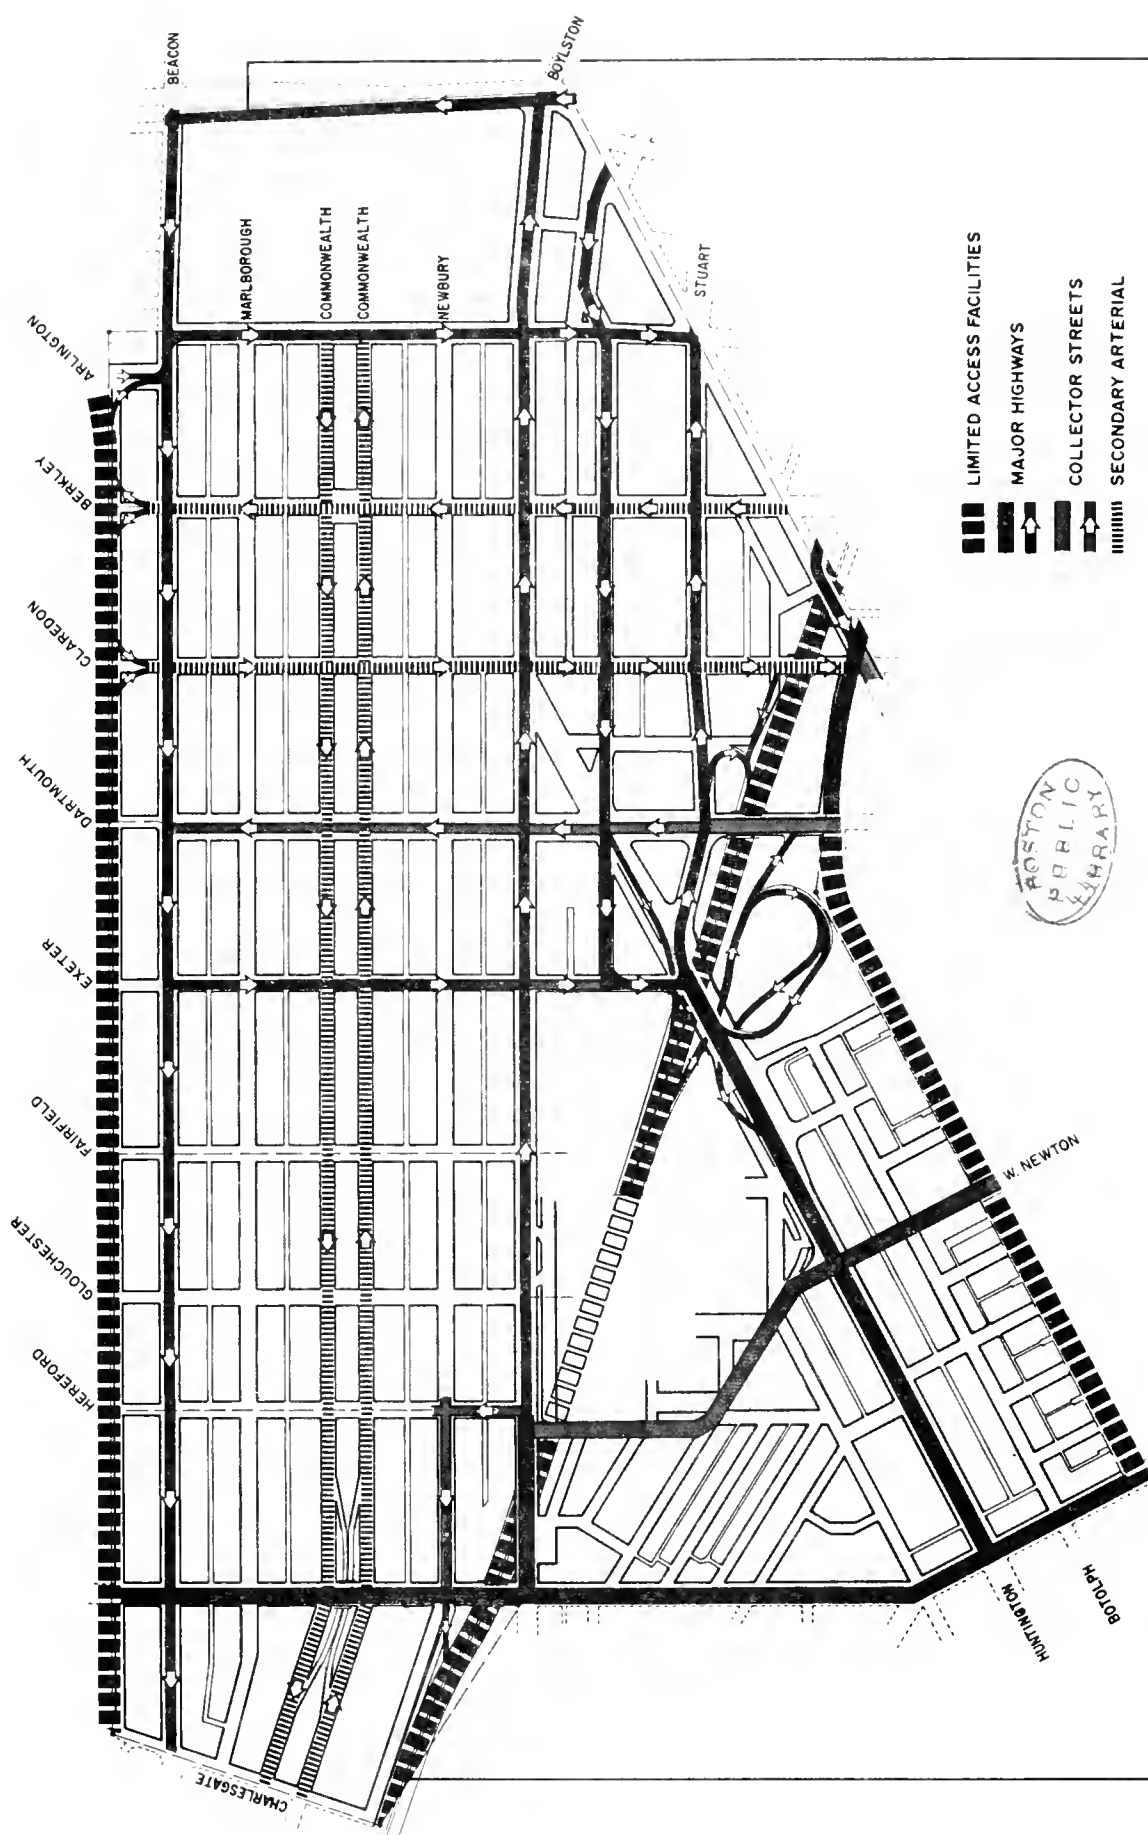 BEACON
BOYLSTON
MARLBOROUGH
COMMONWEALTH
COMMONWEALTH
NEWBURY
STUART
ARLINGTON
BERKLEY
CLAREDON
DARTMOUTH
EXETER
FAIRFIELD
GLOUCHESTER
HEREFORD
CHARLESGATE
W. NEWTON
HUNTINGTON
BOTOLPH
LIMITED ACCESS FACILITIES
MAJOR HIGHWAYS
COLLECTOR STREETS
SECONDARY ARTERIAL
BOSTON
PUBLIC
LIBRARY